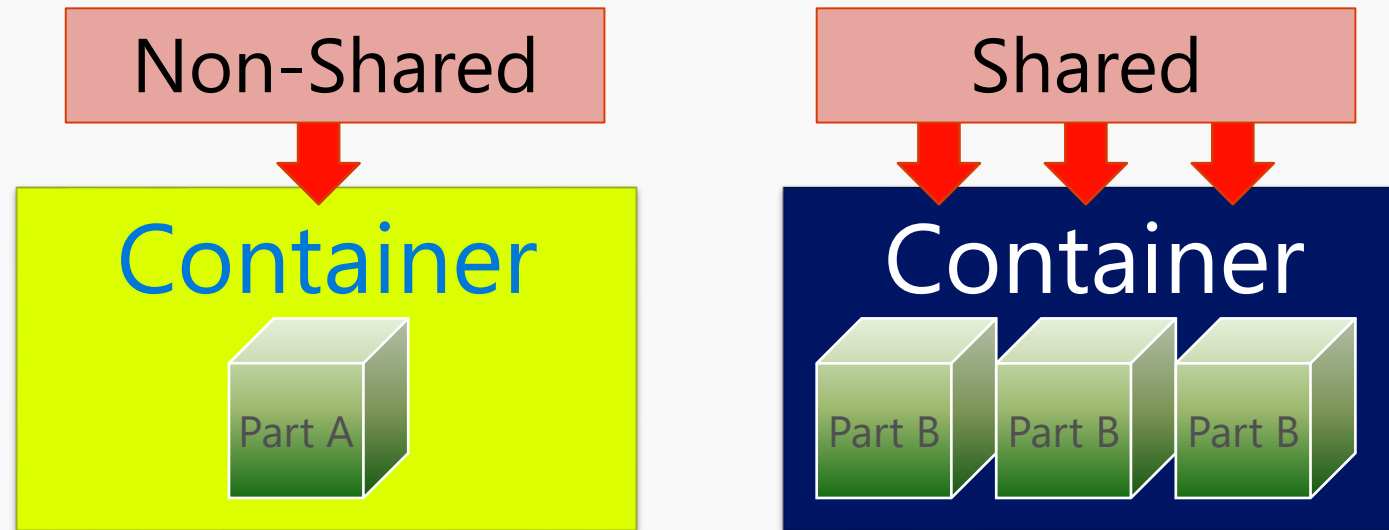 Non-Shared
Container
Part A
Shared
Container
Part B
Part B
Part B